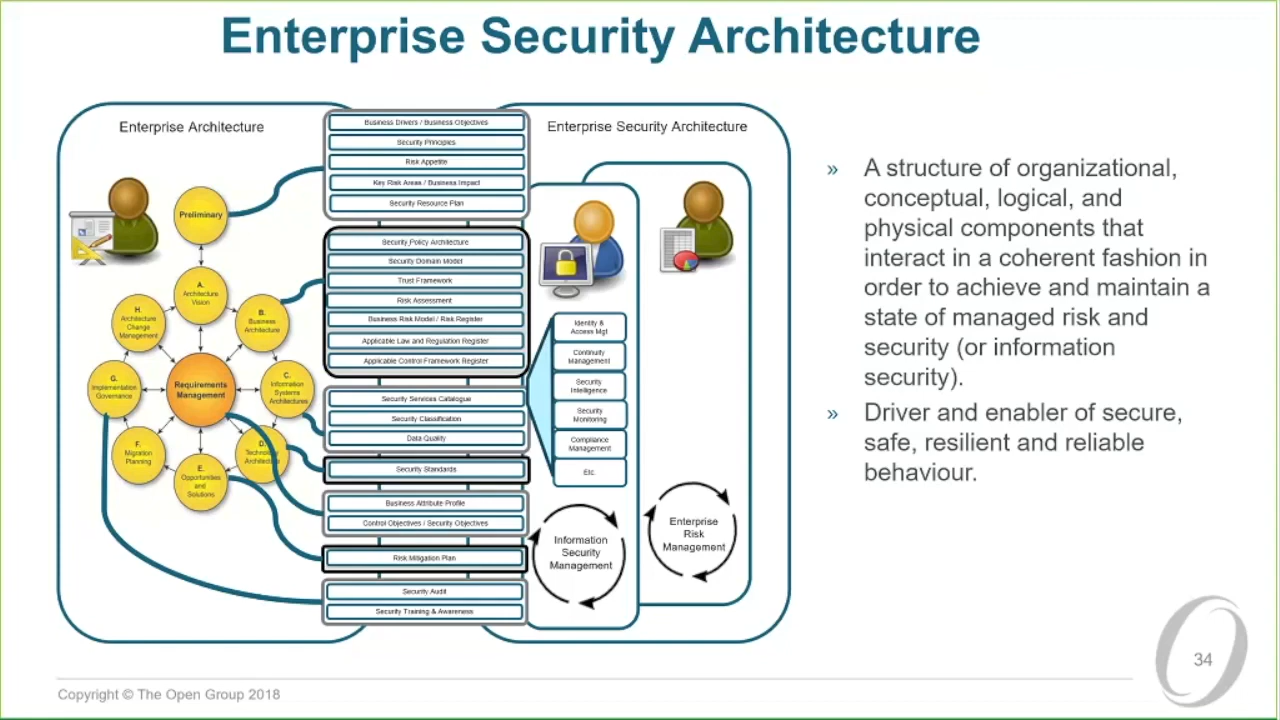 Enterprise Security Architecture
Enterprise Architecture
Preliminary
A.
Architecture
Vision
B.
Business
Architecture
C.
Information
Systems
Architectures
D.
Technology
Architecture
E.
Opportunities
and
Solutions
F.
Migration
Planning
G.
Implementation
Governance
H.
Architecture
Change
Management
Requirements
Management
Business Drivers / Business Objectives
Security Principles
Risk Appetite
Key Risk Areas / Business Impact
Security Resource Plan
Security Policy Architecture
Security Domain Model
Trust Framework
Risk Assessment
Business Risk Model / Risk Register
Applicable Law and Regulation Register
Applicable Control Framework Register
Security Services Catalogue
Security Classification
Data Quality
Security Standards
Business Attribute Profile
Control Objectives / Security Objectives
Risk Mitigation Plan
Security Audit
Security Training & Awareness
Enterprise Security Architecture
Identity &
Access Mgt
Continuity
Management
Security
Intelligence
Security
Monitoring
Compliance
Management
Etc.
Information
Security
Management
Enterprise
Risk
Management
» A structure of organizational,
conceptual, logical, and
physical components that
interact in a coherent fashion in
order to achieve and maintain a
state of managed risk and
security (or information
security).
» Driver and enabler of secure,
safe, resilient and reliable
behaviour.
Copyright © The Open Group 2018
34